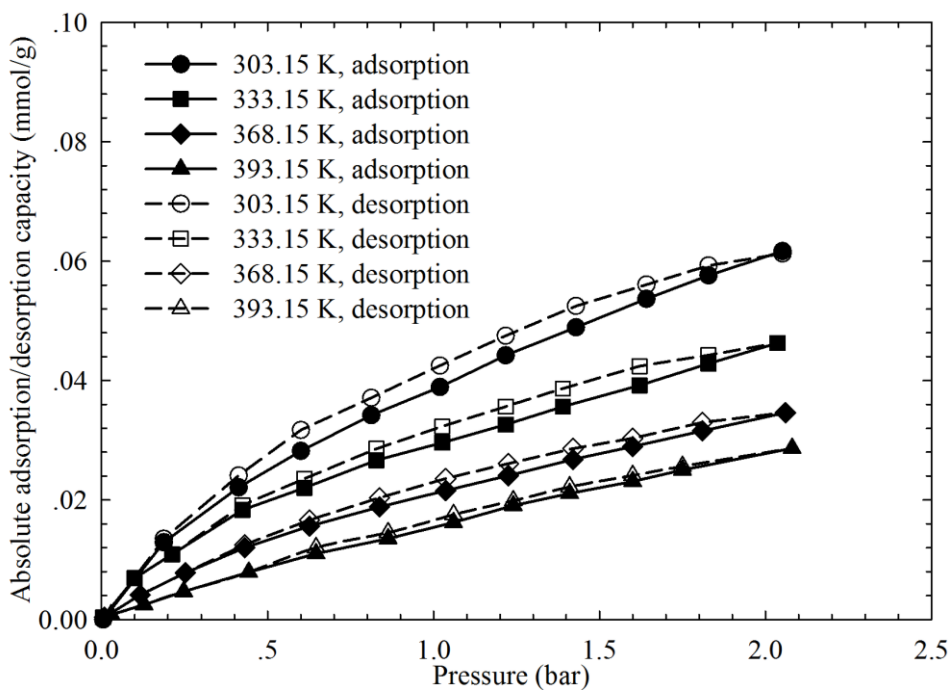 Absolute adsorption/desorption capacity (mmol/g)
.10
.08
.06
.04
.02
0.00
303.15 K, adsorption
333.15 K, adsorption
368.15 K, adsorption
393.15 K, adsorption
303.15 K, desorption
333.15 K, desorption
368.15 K, desorption
393.15 K, desorption
0.0 .5 1.0 1.5 2.0 2.5
Pressure (bar)